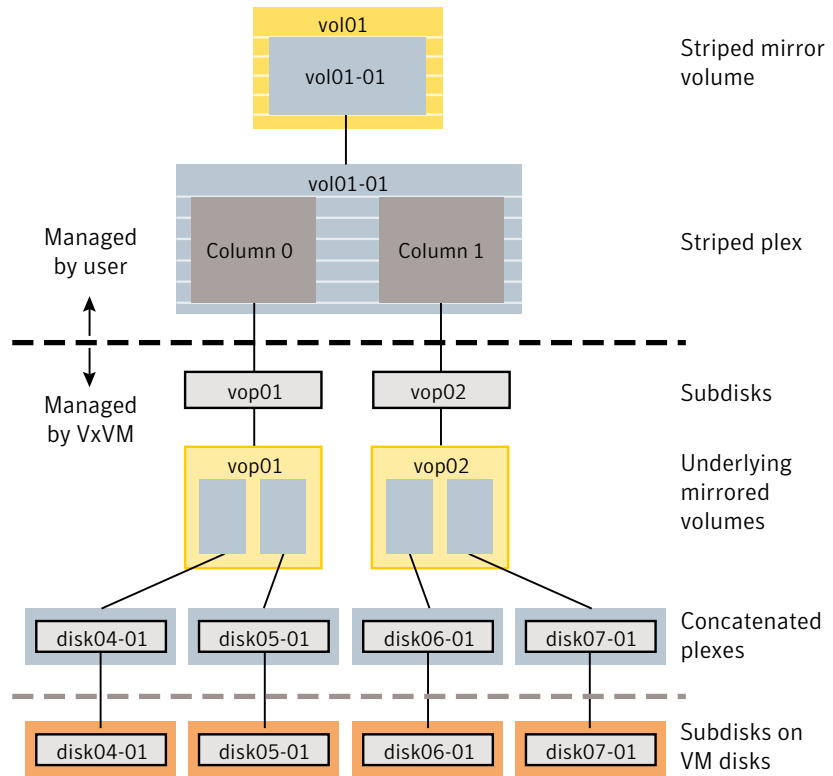 vol01
Striped mirror
volume
vol01-01
vol01-01
Managed
by user
Column 0
Column 1
Striped plex
Managed
by VxVM
vop01
vop02
Subdisks
vop01
vop02
Underlying
mirrored
volumes
disk04-01
disk05-01
disk06-01
disk07-01
Concatenated
plexes
disk04-01
disk05-01
disk06-01
disk07-01
Subdisks on
VM disks